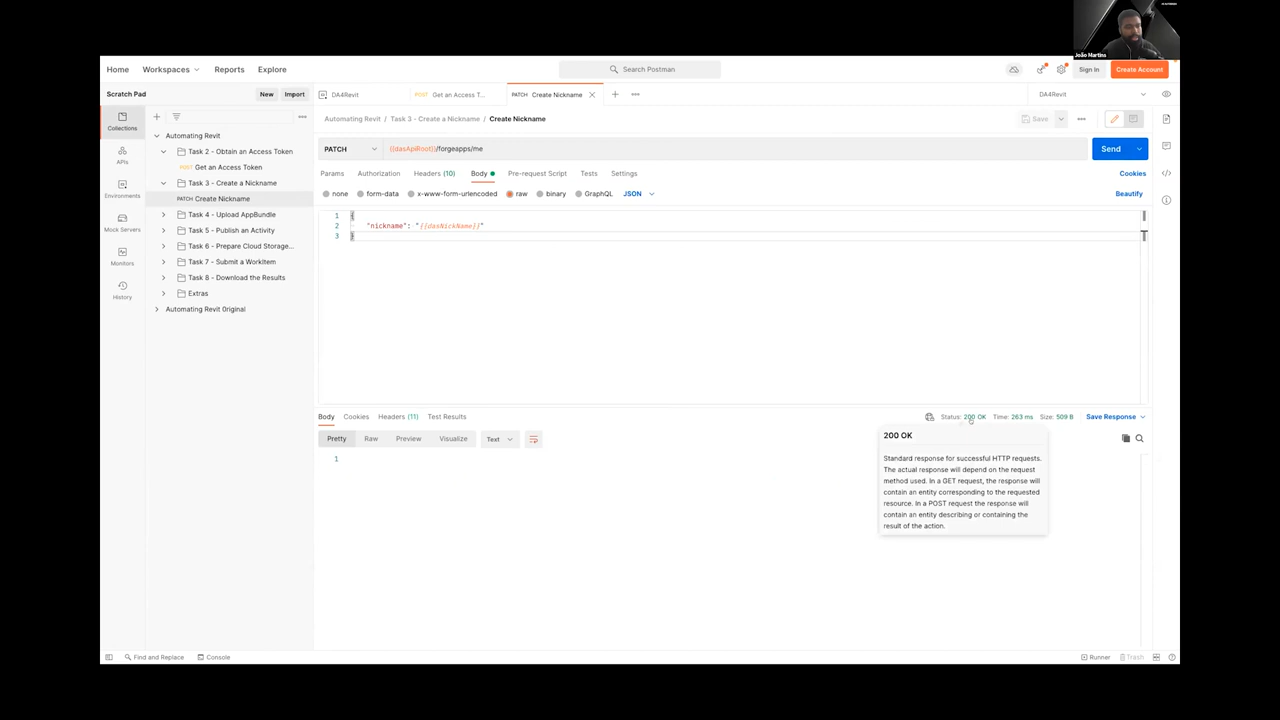 João Martins
Home Workspaces Reports Explore Search Postman Sign In Create Account
Scratch Pad New Import DA4Revit POST Get an Access T... PATCH Create Nickname DA4Revit
Collections
APIs
Environments
Mock Servers
Monitors
History
Automating Revit
Task 2 - Obtain an Access Token
POST Get an Access Token
Task 3 - Create a Nickname
PATCH Create Nickname
Task 4 - Upload AppBundle
Task 5 - Publish an Activity
Task 6 - Prepare Cloud Storage...
Task 7 - Submit a WorkItem
Task 8 - Download the Results
Extras
Automating Revit Original
Automating Revit / Task 3 - Create a Nickname / Create Nickname Save
PATCH {{dasApiRoot}}/forgeapps/me Send
Params Authorization Headers (10) Body Pre-request Script Tests Settings Cookies
none form-data x-www-form-urlencoded raw binary GraphQL JSON Beautify
1 {
2 "nickname": "{{dasNickName}}"
3 }
Body Cookies Headers (11) Test Results Status: 200 OK Time: 263 ms Size: 509 B Save Response
Pretty Raw Preview Visualize Text
1
200 OK
Standard response for successful HTTP requests.
The actual response will depend on the request
method used. In a GET request, the response will
contain an entity corresponding to the requested
resource. In a POST request the response will
contain an entity describing or containing the
result of the action.
Find and Replace Console Runner Trash